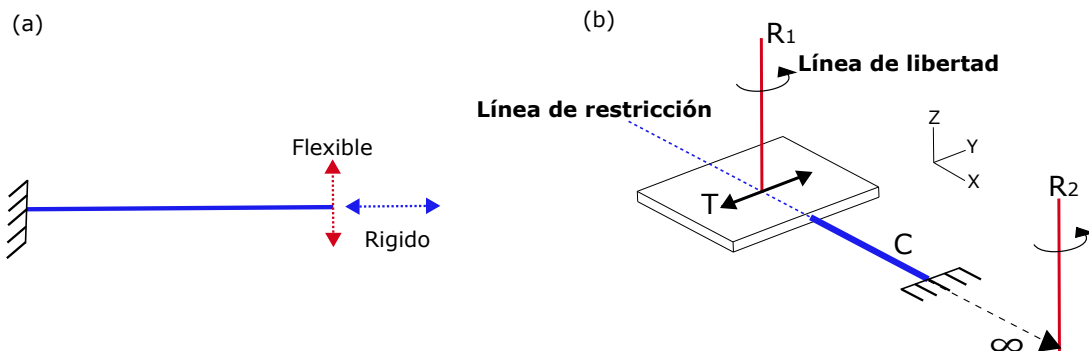 (a)
Flexible
Rigido
(b)
R1
Línea de libertad
Línea de restricción
Z
Y
X
T
R2
C
∞